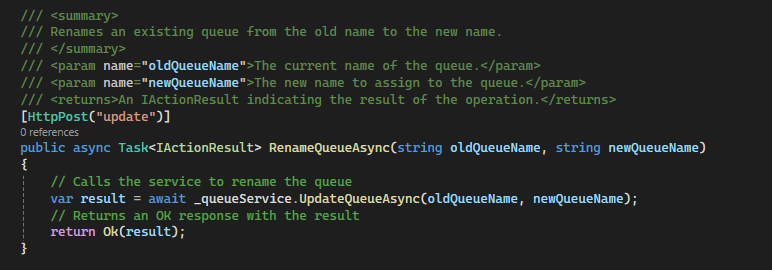 /// <summary>
/// Renames an existing queue from the old name to the new name.
/// </summary>
/// <param name="oldQueueName">The current name of the queue.</param>
/// <param name="newQueueName">The new name to assign to the queue.</param>
/// <returns>An IActionResult indicating the result of the operation.</returns>
[HttpPost("update")]
0 references
public async Task<IActionResult> RenameQueueAsync(string oldQueueName, string newQueueName)
{
    // Calls the service to rename the queue
    var result = await _queueService.UpdateQueueAsync(oldQueueName, newQueueName);
    // Returns an OK response with the result
    return Ok(result);
}